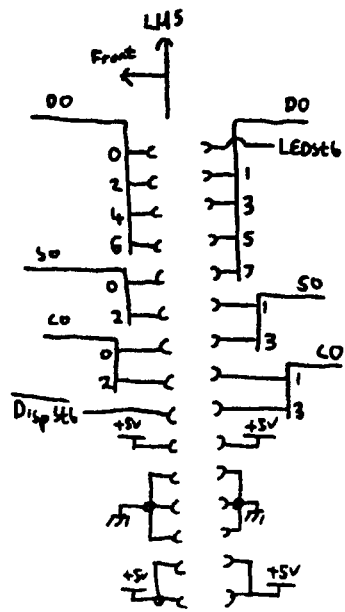 LHS
Front
DO DO
0 LEDStb
2 1
4 3
6 5
SO 7
0 SO
2 1
CO 3
0 CO
2 1
DispStb 3
+5v +5v
+5v +5v